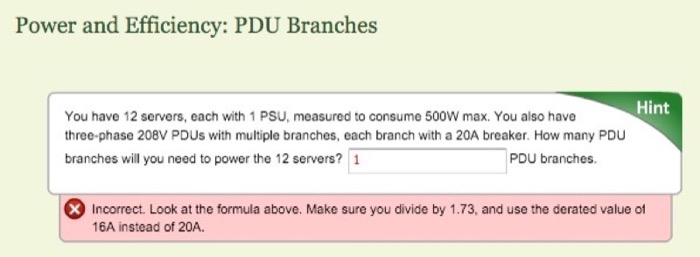 Power and Efficiency: PDU Branches
Hint
You have 12 servers, each with 1 PSU, measured to consume 500W max. You also have
three-phase 208V PDUs with multiple branches, each branch with a 20A breaker. How many PDU
branches will you need to power the 12 servers? 1 PDU branches.
Incorrect. Look at the formula above. Make sure you divide by 1.73, and use the derated value of
16A instead of 20A.